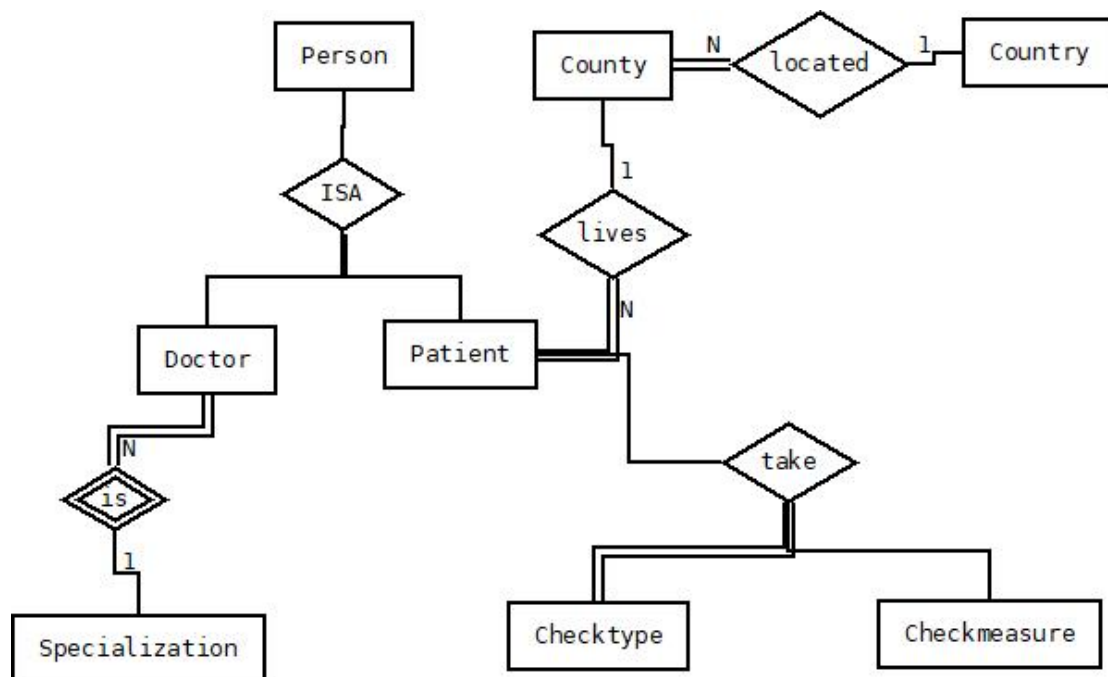 Person
County
N
located
1
Country
ISA
1
lives
N
Doctor
Patient
N
is
1
take
Specialization
Checktype
Checkmeasure